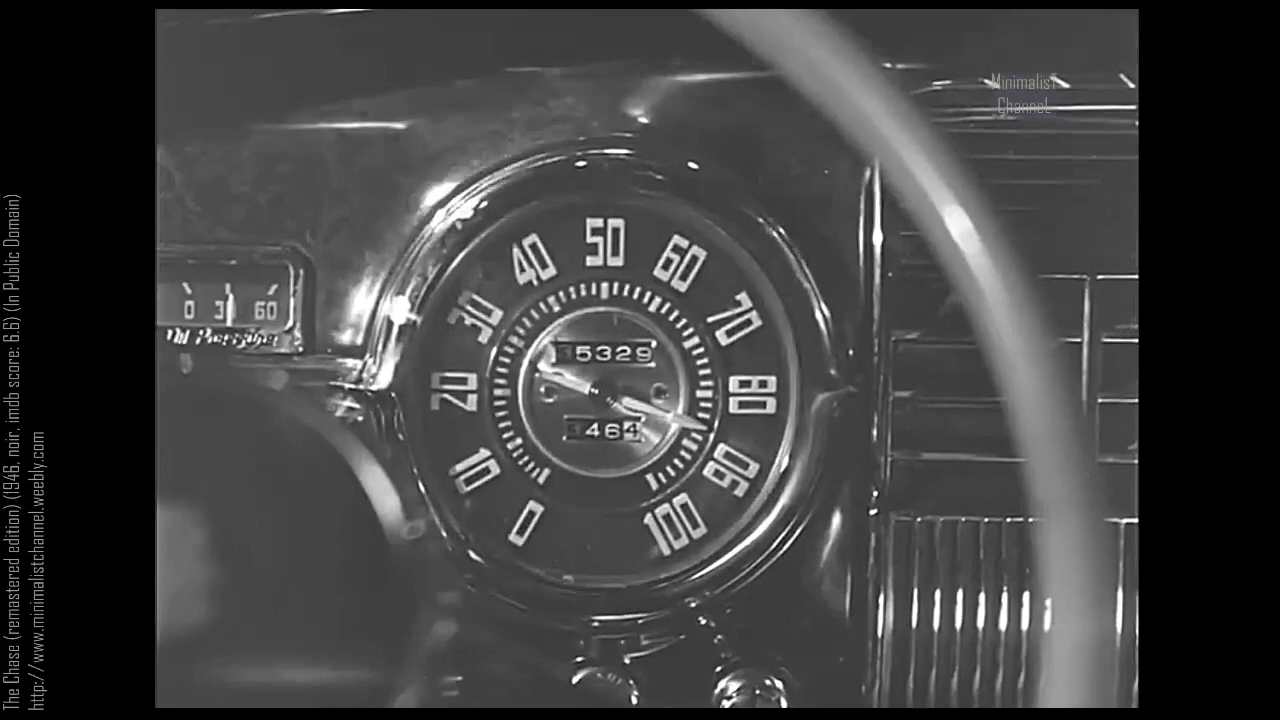 The Chase (remastered edition) (1946, noir, imdb score: 6.6) (In Public Domain)
http://www.minimalistchannel.weebly.com
Minimalist
Channel
0 10 20 30 40 50 60 70 80 90 100
5329
464
0 30 60
Oil Pressure